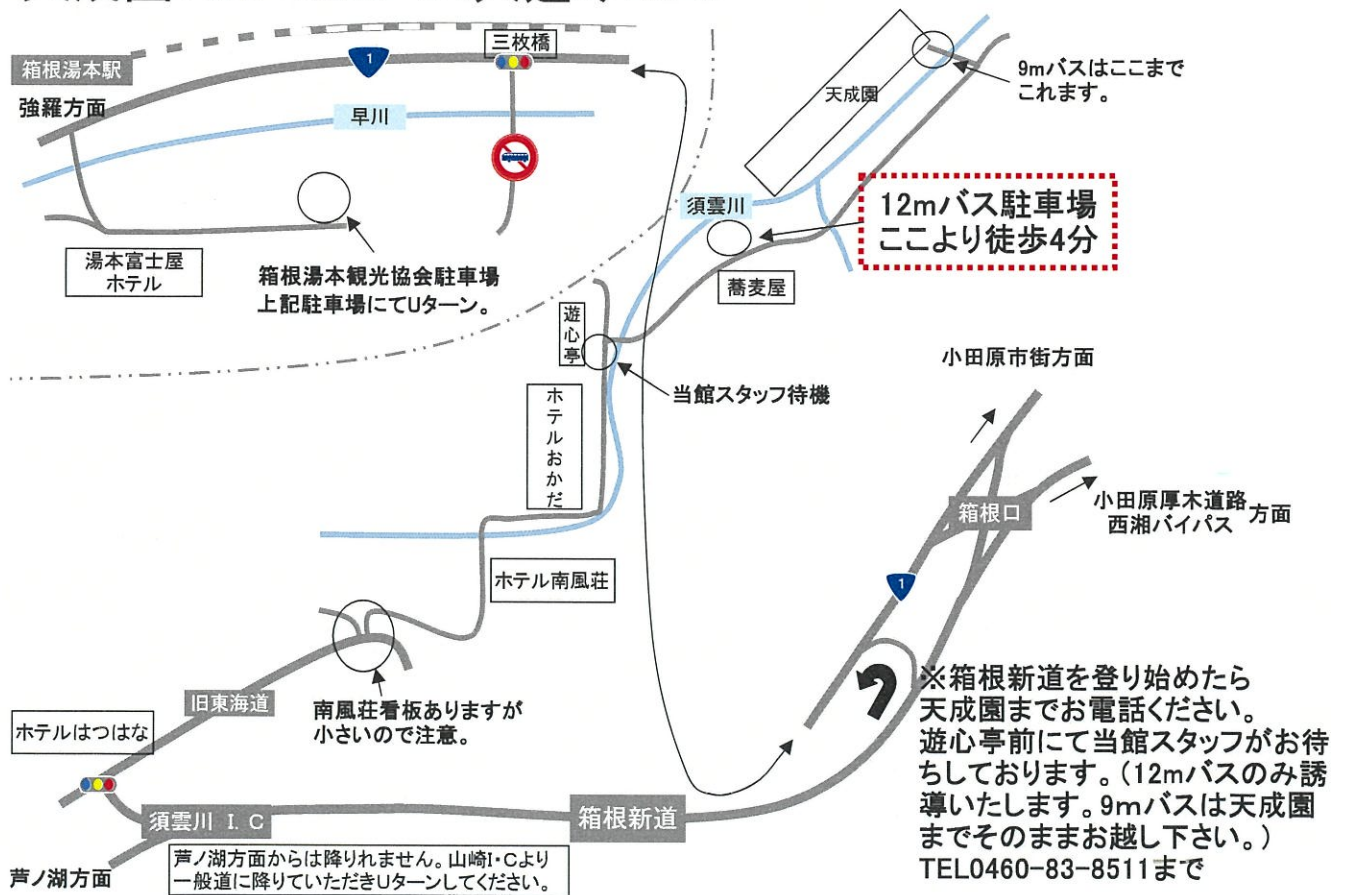 三枚橋
1
箱根湯本駅
強羅方面
早川
湯本富士屋
ホテル
箱根湯本観光協会駐車場
上記駐車場にてUターン。
天成園
9mバスはここまで
これます。
須雲川
12mバス駐車場
ここより徒歩4分
蕎麦屋
遊心亭
当館スタッフ待機
ホテルおかだ
ホテル南風荘
小田原市街方面
箱根口
小田原厚木道路
西湘バイパス
方面
1
旧東海道
南風荘看板ありますが
小さいので注意。
ホテルはつはな
須雲川 I.C
箱根新道
芦ノ湖方面
芦ノ湖方面からは降りれません。山崎I・Cより
一般道に降りていただきUターンしてください。
※箱根新道を登り始めたら
天成園までお電話ください。
遊心亭前にて当館スタッフがお待
ちしております。(12mバスのみ誘
導いたします。9mバスは天成園
までそのままお越し下さい。)
TEL0460-83-8511まで